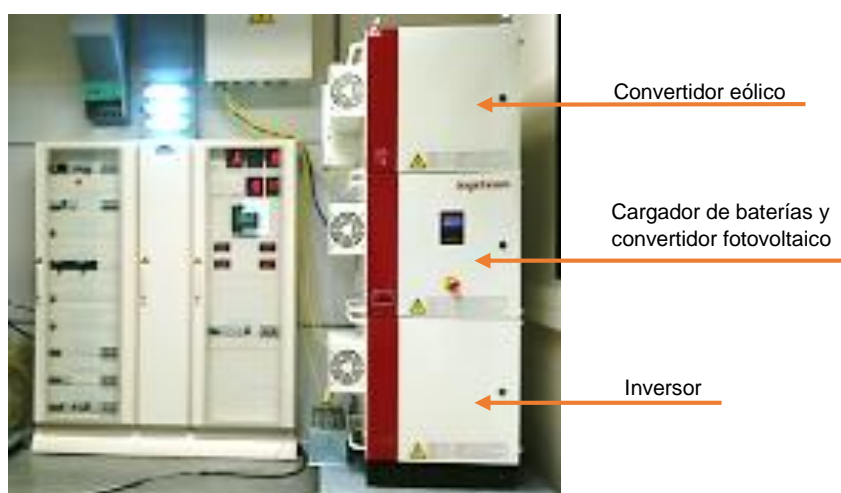 Convertidor eólico
Cargador de baterías y
convertidor fotovoltaico
Inversor